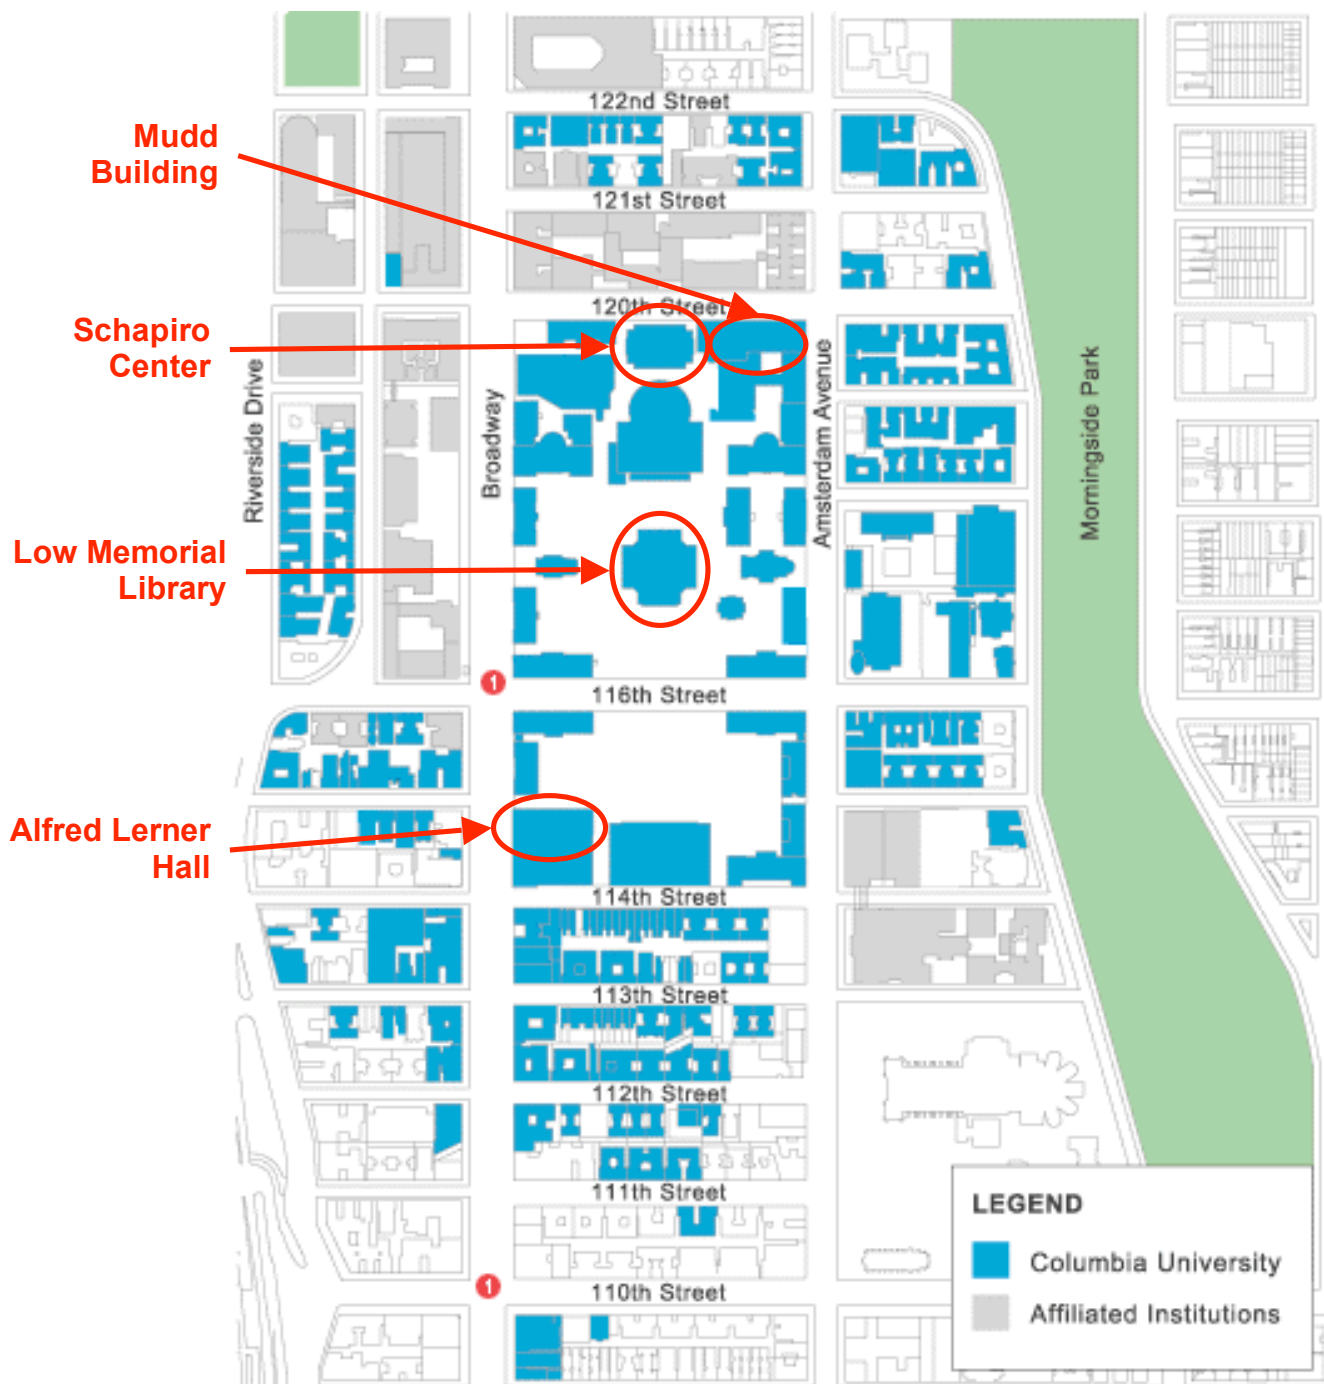 122nd Street
Mudd
Building
121st Street
120th Street
Schapiro
Center
Riverside Drive
Broadway
Amsterdam Avenue
Morningside Park
Low Memorial
Library
1
116th Street
Alfred Lerner
Hall
114th Street
113th Street
112th Street
111th Street
1
110th Street
LEGEND
Columbia University
Affiliated Institutions